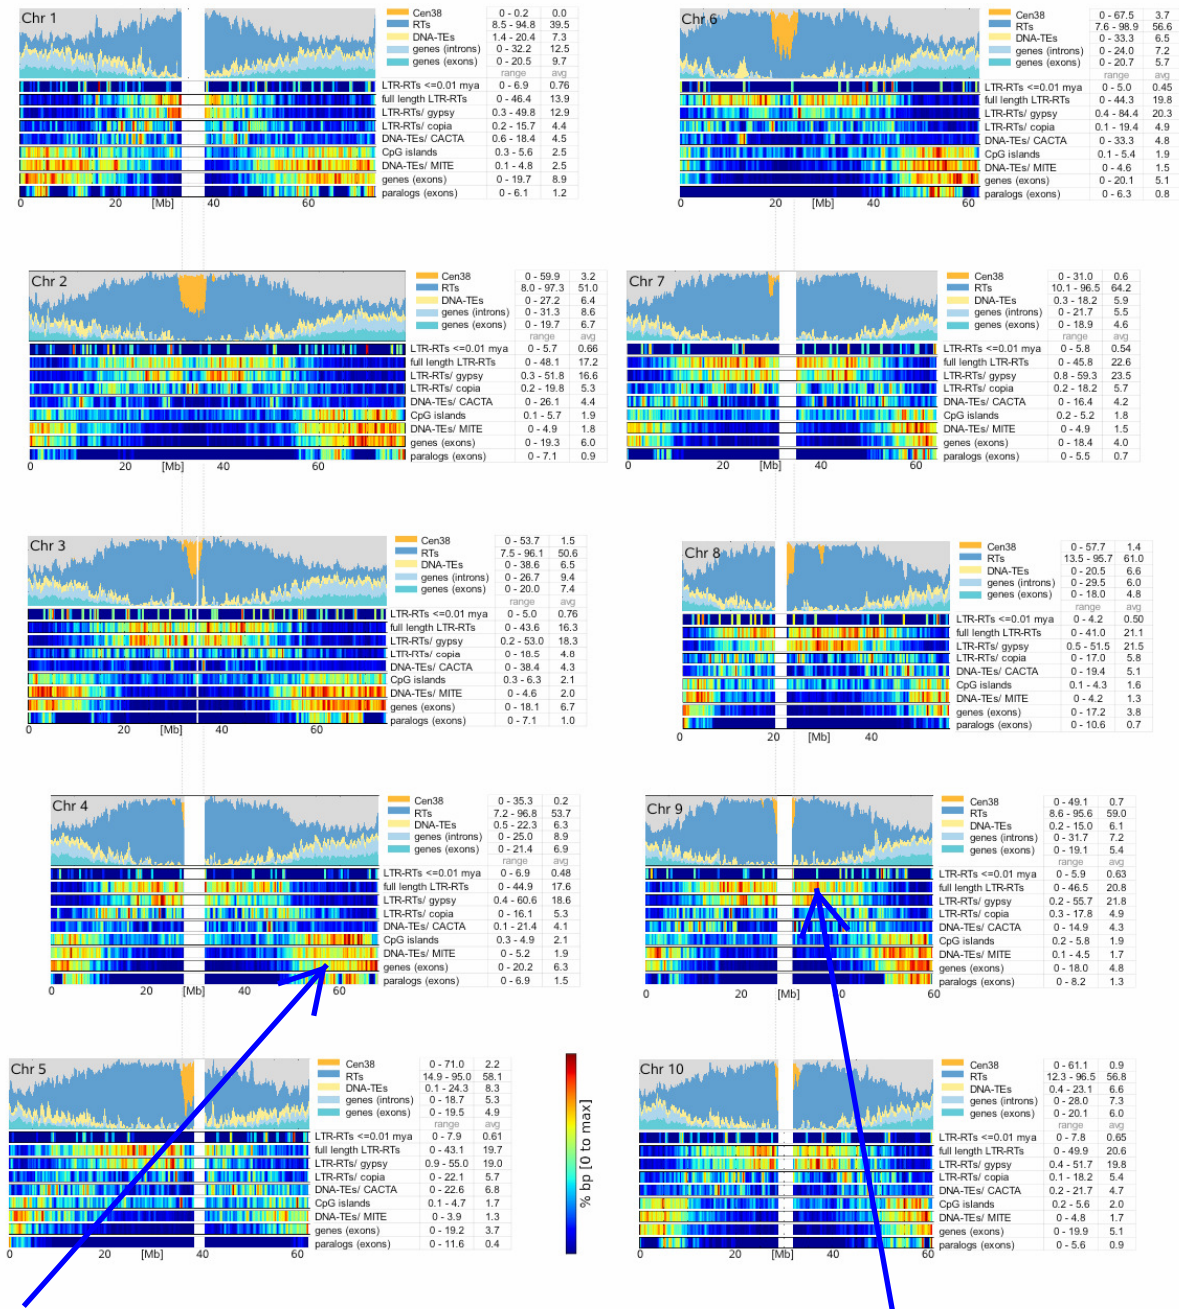 Chr 1
Cen38 0 - 0.2 0.0
RTs 8.5 - 94.8 39.5
DNA-TEs 1.4 - 20.4 7.3
genes (introns) 0 - 32.2 12.5
genes (exons) 0 - 20.5 9.7
range avg
LTR-RTs <=0.01 mya 0 - 6.9 0.76
full length LTR-RTs 0 - 46.4 13.9
LTR-RTs/ gypsy 0.3 - 49.8 12.9
LTR-RTs/ copia 0.2 - 15.7 4.4
DNA-TEs/ CACTA 0.6 - 18.4 4.5
CpG islands 0.3 - 5.6 2.5
DNA-TEs/ MITE 0.1 - 4.8 2.5
genes (exons) 0 - 19.7 8.9
paralogs (exons) 0 - 6.1 1.2
0 20 [Mb] 40 60
Chr 6
Cen38 0 - 67.5 3.7
RTs 7.6 - 98.9 56.6
DNA-TEs 0 - 33.3 6.5
genes (introns) 0 - 24.0 7.2
genes (exons) 0 - 20.7 5.7
range avg
LTR-RTs <=0.01 mya 0 - 5.0 0.45
full length LTR-RTs 0 - 44.3 19.8
LTR-RTs/ gypsy 0.4 - 84.4 20.3
LTR-RTs/ copia 0.1 - 19.4 4.9
DNA-TEs/ CACTA 0 - 33.3 4.8
CpG islands 0.1 - 5.4 1.9
DNA-TEs/ MITE 0 - 4.6 1.5
genes (exons) 0 - 20.1 5.1
paralogs (exons) 0 - 6.3 0.8
0 20 [Mb] 40 60
Chr 2
Cen38 0 - 59.9 3.2
RTs 8.0 - 97.3 51.0
DNA-TEs 0 - 27.2 6.4
genes (introns) 0 - 31.3 8.6
genes (exons) 0 - 19.7 6.7
range avg
LTR-RTs <=0.01 mya 0 - 5.7 0.66
full length LTR-RTs 0 - 48.1 17.2
LTR-RTs/ gypsy 0.3 - 51.8 16.6
LTR-RTs/ copia 0.2 - 19.8 5.3
DNA-TEs/ CACTA 0 - 26.1 4.4
CpG islands 0.1 - 5.7 1.9
DNA-TEs/ MITE 0 - 4.9 1.8
genes (exons) 0 - 19.3 6.0
paralogs (exons) 0 - 7.1 0.9
0 20 [Mb] 40 60
Chr 7
Cen38 0 - 31.0 0.6
RTs 10.1 - 96.5 64.2
DNA-TEs 0.3 - 18.2 5.9
genes (introns) 0 - 21.7 5.5
genes (exons) 0 - 18.9 4.6
range avg
LTR-RTs <=0.01 mya 0 - 5.8 0.54
full length LTR-RTs 0 - 45.8 22.6
LTR-RTs/ gypsy 0.8 - 59.3 23.5
LTR-RTs/ copia 0.2 - 18.2 5.7
DNA-TEs/ CACTA 0 - 16.4 4.2
CpG islands 0.2 - 5.2 1.8
DNA-TEs/ MITE 0 - 4.9 1.5
genes (exons) 0 - 18.4 4.0
paralogs (exons) 0 - 5.5 0.7
0 20 [Mb] 40 60
Chr 3
Cen38 0 - 53.7 1.5
RTs 7.5 - 96.1 50.6
DNA-TEs 0 - 38.6 6.5
genes (introns) 0 - 26.7 9.4
genes (exons) 0 - 20.0 7.4
range avg
LTR-RTs <=0.01 mya 0 - 5.0 0.76
full length LTR-RTs 0 - 43.6 16.3
LTR-RTs/ gypsy 0.2 - 53.0 18.3
LTR-RTs/ copia 0 - 16.5 4.8
DNA-TEs/ CACTA 0 - 38.4 4.3
CpG islands 0.3 - 6.3 2.1
DNA-TEs/ MITE 0 - 4.6 2.0
genes (exons) 0 - 18.1 6.7
paralogs (exons) 0 - 7.1 1.0
0 20 [Mb] 40 60
Chr 8
Cen38 0 - 57.7 1.4
RTs 13.5 - 95.7 61.0
DNA-TEs 0 - 20.5 6.6
genes (introns) 0 - 29.5 6.0
genes (exons) 0 - 18.0 4.8
range avg
LTR-RTs <=0.01 mya 0 - 4.2 0.50
full length LTR-RTs 0 - 41.0 21.1
LTR-RTs/ gypsy 0.5 - 51.5 21.5
LTR-RTs/ copia 0 - 17.0 5.8
DNA-TEs/ CACTA 0 - 19.4 5.1
CpG islands 0.1 - 4.3 1.6
DNA-TEs/ MITE 0 - 4.2 1.3
genes (exons) 0 - 17.2 3.8
paralogs (exons) 0 - 10.6 0.7
0 20 [Mb] 40
Chr 4
Cen38 0 - 35.3 0.2
RTs 7.2 - 96.8 53.7
DNA-TEs 0.5 - 22.3 6.3
genes (introns) 0 - 25.0 8.9
genes (exons) 0 - 21.4 6.9
range avg
LTR-RTs <=0.01 mya 0 - 6.9 0.48
full length LTR-RTs 0 - 44.9 17.6
LTR-RTs/ gypsy 0.4 - 60.6 18.6
LTR-RTs/ copia 0 - 16.1 5.3
DNA-TEs/ CACTA 0.1 - 21.4 4.1
CpG islands 0.3 - 4.9 2.1
DNA-TEs/ MITE 0 - 5.2 1.9
genes (exons) 0 - 20.2 6.3
paralogs (exons) 0 - 6.9 1.5
0 20 [Mb] 40 60
Chr 9
Cen38 0 - 49.1 0.7
RTs 8.6 - 95.6 59.0
DNA-TEs 0.2 - 15.0 6.1
genes (introns) 0 - 31.7 7.2
genes (exons) 0 - 19.1 5.4
range avg
LTR-RTs <=0.01 mya 0 - 5.9 0.63
full length LTR-RTs 0 - 46.5 20.8
LTR-RTs/ gypsy 0.2 - 55.7 21.8
LTR-RTs/ copia 0.3 - 17.8 4.9
DNA-TEs/ CACTA 0 - 14.9 4.3
CpG islands 0.2 - 5.8 1.9
DNA-TEs/ MITE 0.1 - 4.5 1.7
genes (exons) 0 - 18.0 4.8
paralogs (exons) 0 - 8.2 1.3
0 20 [Mb] 40 60
Chr 5
Cen38 0 - 71.0 2.2
RTs 14.9 - 95.0 58.1
DNA-TEs 0.1 - 24.3 8.3
genes (introns) 0 - 18.7 5.3
genes (exons) 0 - 19.5 4.9
range avg
LTR-RTs <=0.01 mya 0 - 7.9 0.61
full length LTR-RTs 0 - 43.1 19.7
LTR-RTs/ gypsy 0.9 - 55.0 19.0
LTR-RTs/ copia 0 - 22.1 5.7
DNA-TEs/ CACTA 0 - 22.6 6.8
CpG islands 0.1 - 4.7 1.7
DNA-TEs/ MITE 0 - 3.9 1.3
genes (exons) 0 - 19.2 3.7
paralogs (exons) 0 - 11.6 0.4
0 20 [Mb] 40 60
% bp [0 to max]
Chr 10
Cen38 0 - 61.1 0.9
RTs 12.3 - 96.5 56.8
DNA-TEs 0.4 - 23.1 6.6
genes (introns) 0 - 28.0 7.3
genes (exons) 0 - 20.1 6.0
range avg
LTR-RTs <=0.01 mya 0 - 7.8 0.65
full length LTR-RTs 0 - 49.9 20.6
LTR-RTs/ gypsy 0.4 - 51.7 19.8
LTR-RTs/ copia 0.1 - 18.2 5.4
DNA-TEs/ CACTA 0.2 - 21.7 4.7
CpG islands 0.2 - 5.6 2.0
DNA-TEs/ MITE 0 - 4.8 1.7
genes (exons) 0 - 19.9 5.1
paralogs (exons) 0 - 5.6 0.9
0 20 [Mb] 40 60